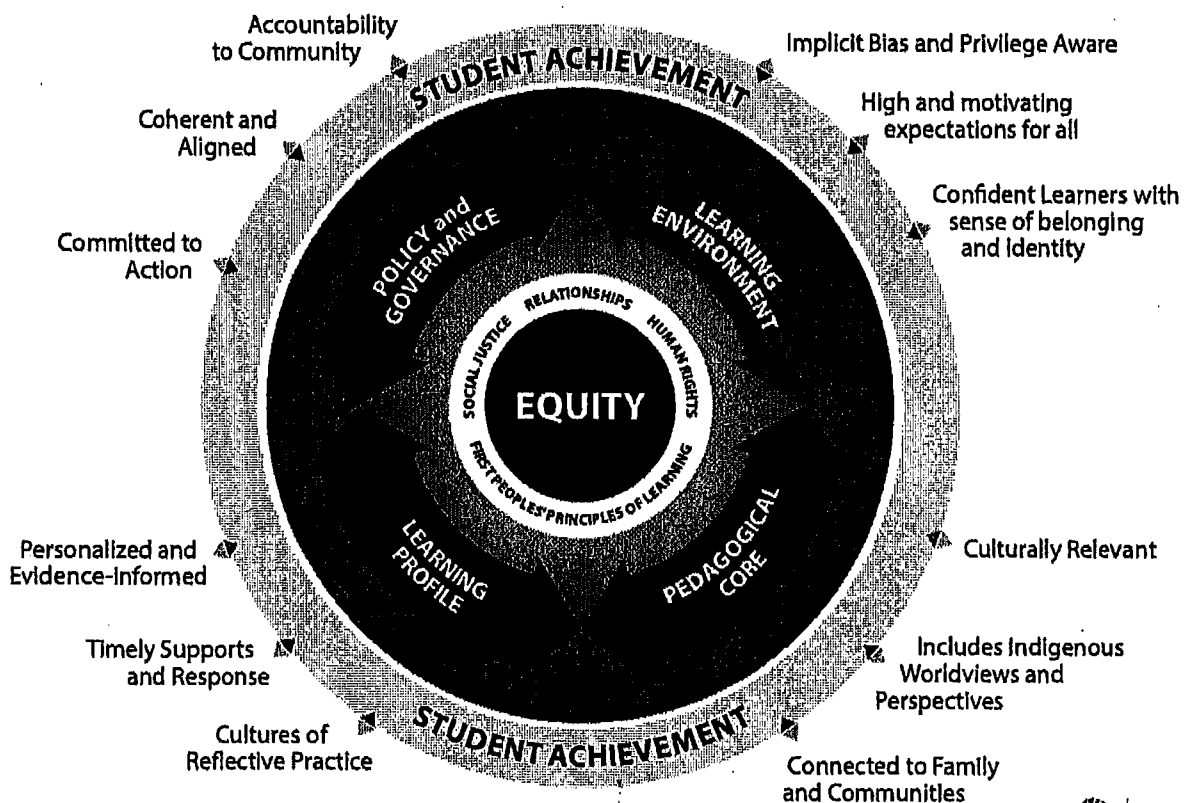 Accountability
to Community
Coherent and
Aligned
Committed to
Action
Implicit Bias and Privilege Aware
High and motivating
expectations for all
Confident Learners with
sense of belonging
and Identity
STUDENT ACHIEVEMENT
POLICY and
GOVERNANCE
LEARNING
ENVIRONMENT
RELATIONSHIPS
SOCIAL JUSTICE
HUMAN RIGHTS
EQUITY
FIRST PEOPLES' PRINCIPLES OF LEARNING
LEARNING
PROFILE
PEDAGOGICAL
CORE
STUDENT ACHIEVEMENT
Personalized and
Evidence-Informed
Timely Supports
and Response
Cultures of
Reflective Practice
Culturally Relevant
Includes Indigenous
Worldviews and
Perspectives
Connected to Family
and Communities